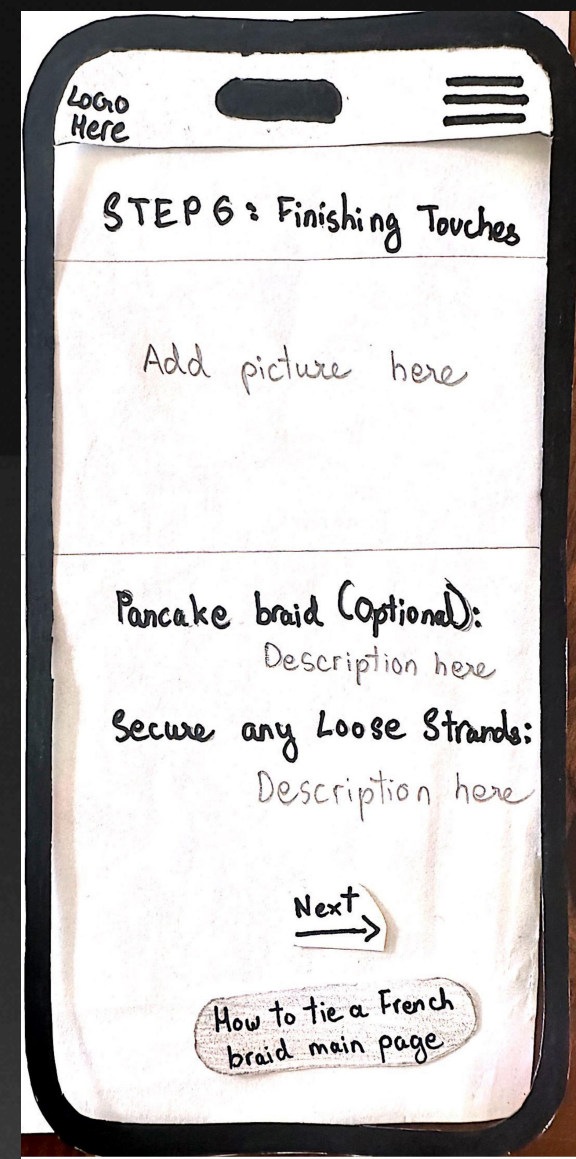 LOGO
Here
STEP 6: Finishing Touches
Add picture here
Pancake braid (Optional):
Description here
Secure any Loose Strands:
Description here
Next
How to tie a French
braid main page